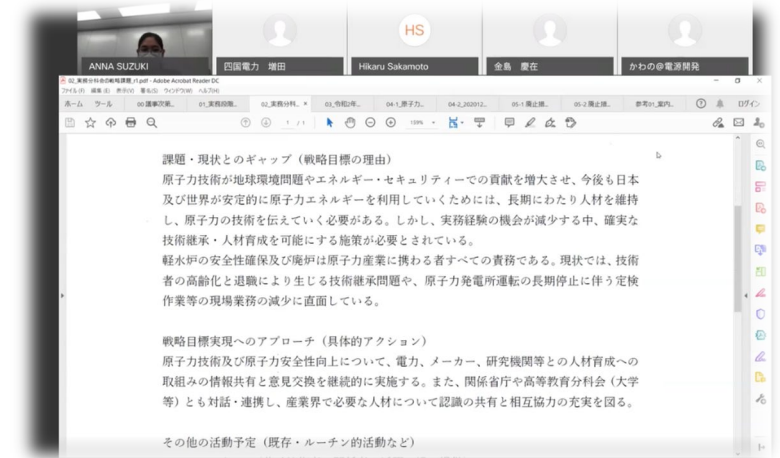 HS
ANNA SUZUKI
四国電力 増田
Hikaru Sakamoto
金島 慶在
かわの@電源開発
02_実務分科会の戦略課題_r1.pdf - Adobe Acrobat Reader DC
ファイル(F) 編集(E) 表示(V) 署名(S) ウィンドウ(W) ヘルプ(H)
ホーム ツール 00 議事次第... 01_実務段階... 02_実務分科... × 03_令和2年... 04-1_原子力... 04-2_202012... 05-1 廃止措... 05-2 廃止措... 参考01_案内... ログイン
1 / 1 139%
課題・現状とのギャップ（戦略目標の理由）
原子力技術が地球環境問題やエネルギー・セキュリティーでの貢献を増大させ、今後も日本
及び世界が安定的に原子力エネルギーを利用していくためには、長期にわたり人材を維持
し、原子力の技術を伝えていく必要がある。しかし、実務経験の機会が減少する中、確実な
技術継承・人材育成を可能にする施策が必要とされている。
軽水炉の安全性確保及び廃炉は原子力産業に携わる者すべての責務である。現状では、技術
者の高齢化と退職により生じる技術継承問題や、原子力発電所運転の長期停止に伴う定検
作業等の現場業務の減少に直面している。
戦略目標実現へのアプローチ（具体的アクション）
原子力技術及び原子力安全性向上について、電力、メーカー、研究機関等との人材育成への
取組みの情報共有と意見交換を継続的に実施する。また、関係省庁や高等教育分科会（大学
等）とも対話・連携し、産業界で必要な人材について認識の共有と相互協力の充実を図る。
その他の活動予定（既存・ルーチン的活動など）